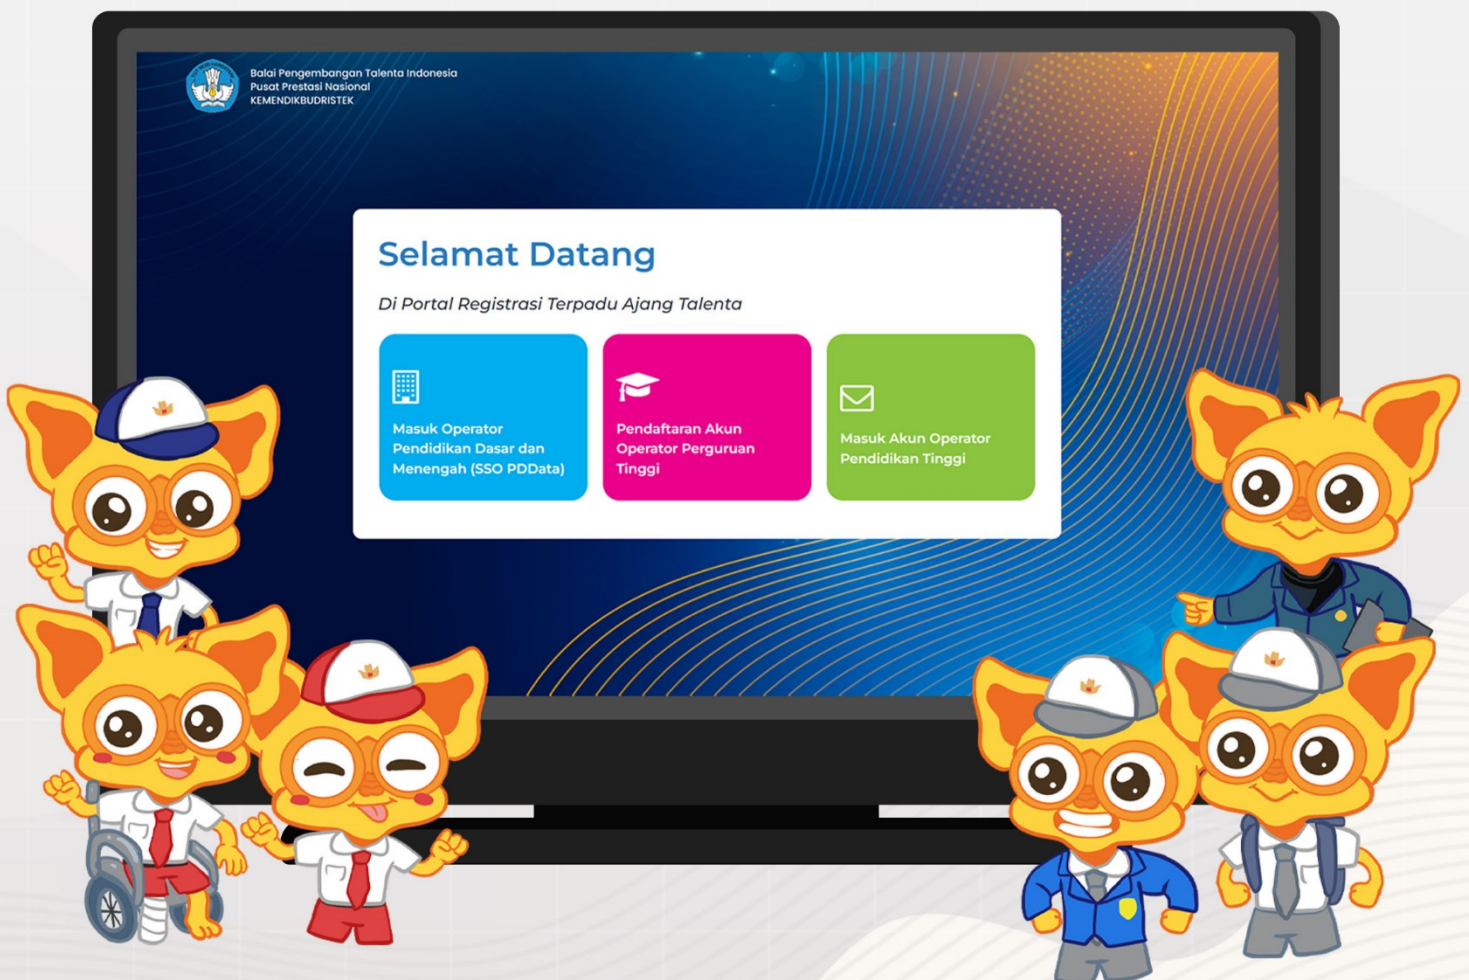 Balai Pengembangan Talenta Indonesia
Pusat Prestasi Nasional
KEMENDIKBUDRISTEK
Selamat Datang
Di Portal Registrasi Terpadu Ajang Talenta
Masuk Operator
Pendidikan Dasar dan
Menengah (SSO PDData)
Pendaftaran Akun
Operator Perguruan
Tinggi
Masuk Akun Operator
Pendidikan Tinggi